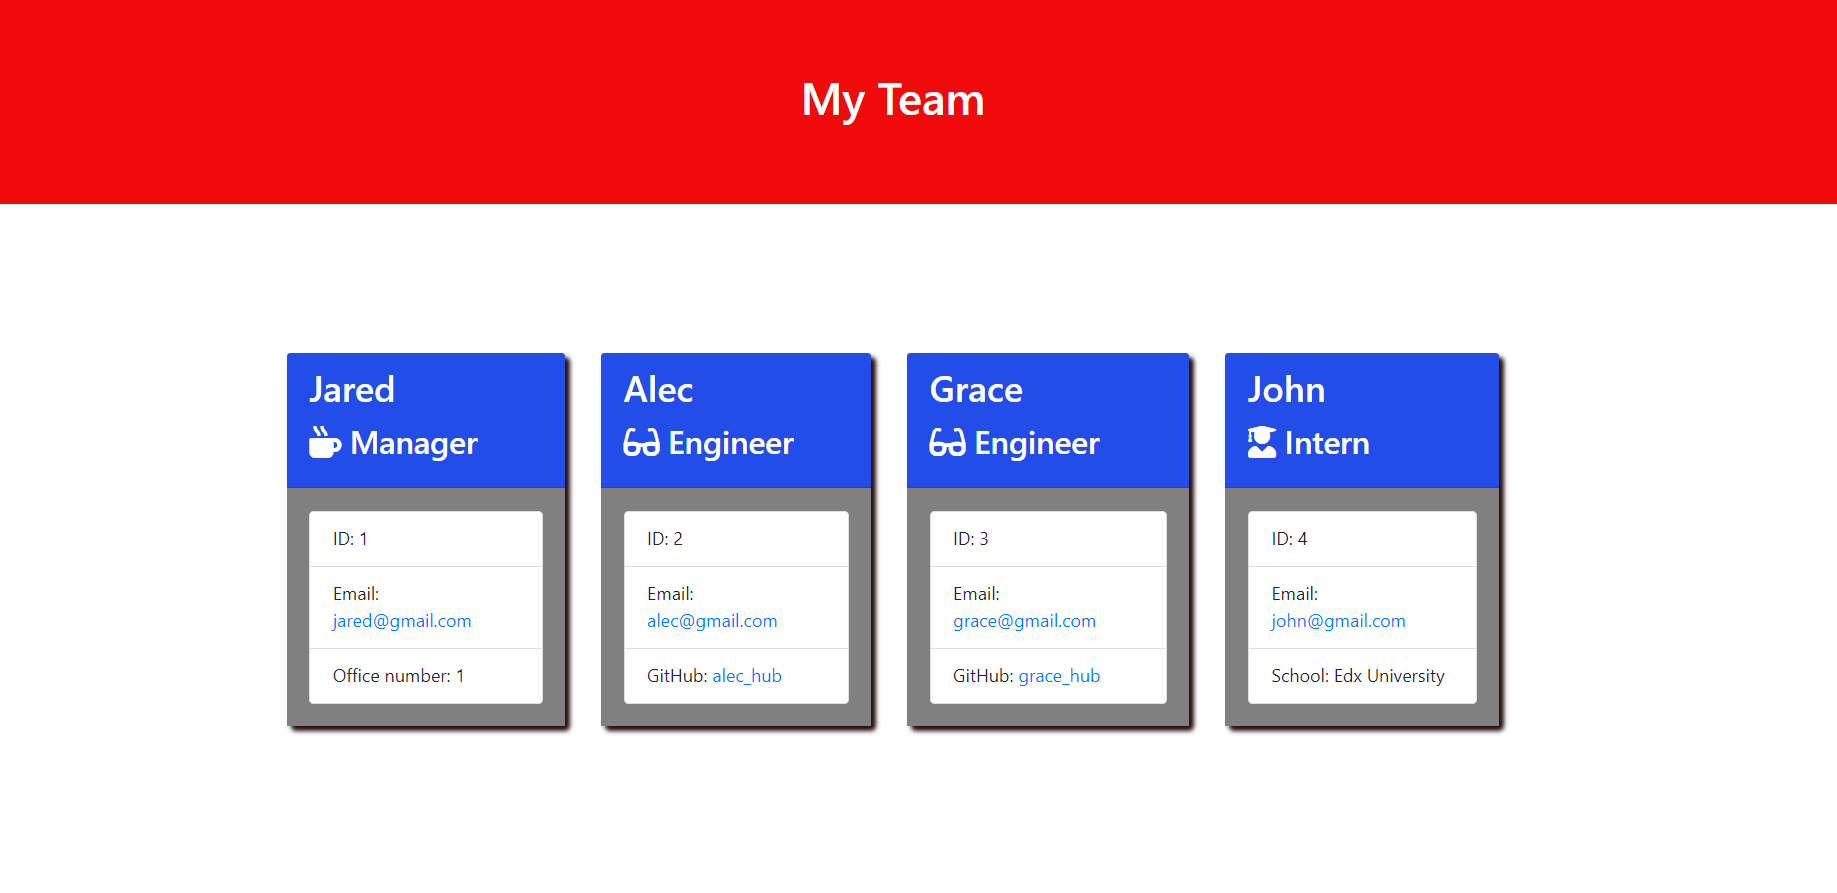 My Team
Jared
Manager
ID: 1
Email:
jared@gmail.com
Office number: 1
Alec
Engineer
ID: 2
Email:
alec@gmail.com
GitHub: alec_hub
Grace
Engineer
ID: 3
Email:
grace@gmail.com
GitHub: grace_hub
John
Intern
ID: 4
Email:
john@gmail.com
School: Edx University